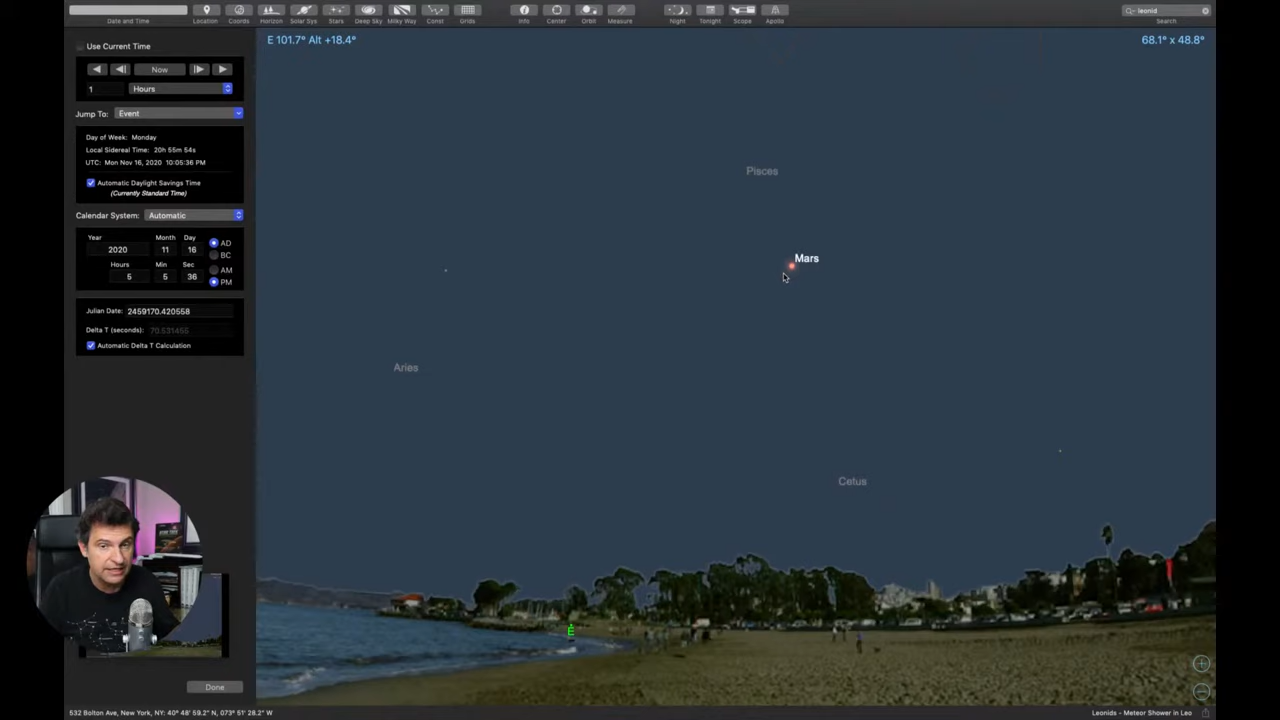 leonid
Date and Time Location Coords Horizon Solar Sys Stars Deep Sky Milky Way Const Grids Info Center Orbit Measure Night Tonight Scope Apollo Search
E 101.7° Alt +18.4°
68.1° x 48.8°
Use Current Time
Now
1 Hours
Jump To: Event
Day of Week: Monday
Local Sidereal Time: 20h 55m 54s
UTC: Mon Nov 16, 2020 10:05:36 PM
Automatic Daylight Savings Time
(Currently Standard Time)
Calendar System: Automatic
Year Month Day
2020 11 16
AD
BC
Hours Min Sec
5 5 36
AM
PM
Julian Date: 2459170.420558
Delta T (seconds): 70.531455
Automatic Delta T Calculation
Pisces
Mars
Aries
Cetus
E
Done
532 Bolton Ave, New York, NY: 40° 48' 59.2" N, 073° 51' 28.2" W
Leonids - Meteor Shower in Leo